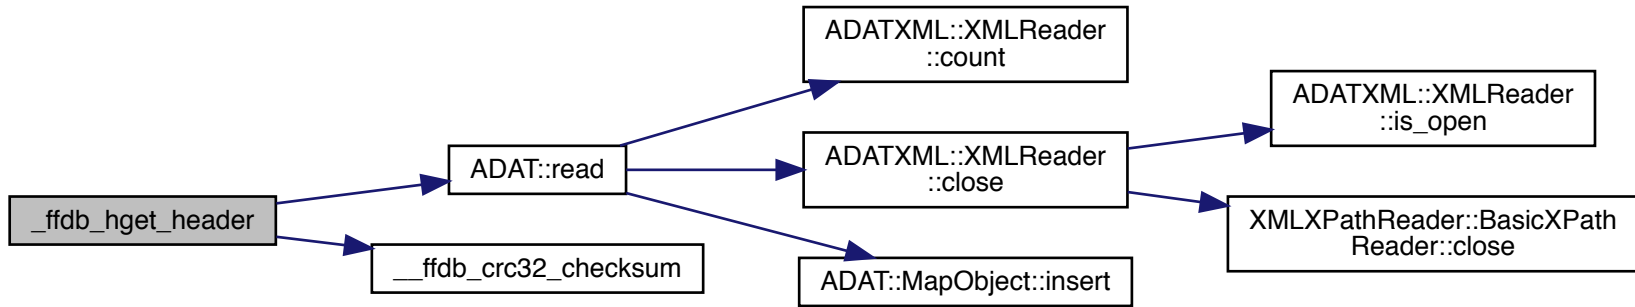 _ffdb_hget_header
ADAT::read
__ffdb_crc32_checksum
ADATXML::XMLReader
::count
ADATXML::XMLReader
::close
ADAT::MapObject::insert
ADATXML::XMLReader
::is_open
XMLXPathReader::BasicXPath
Reader::close